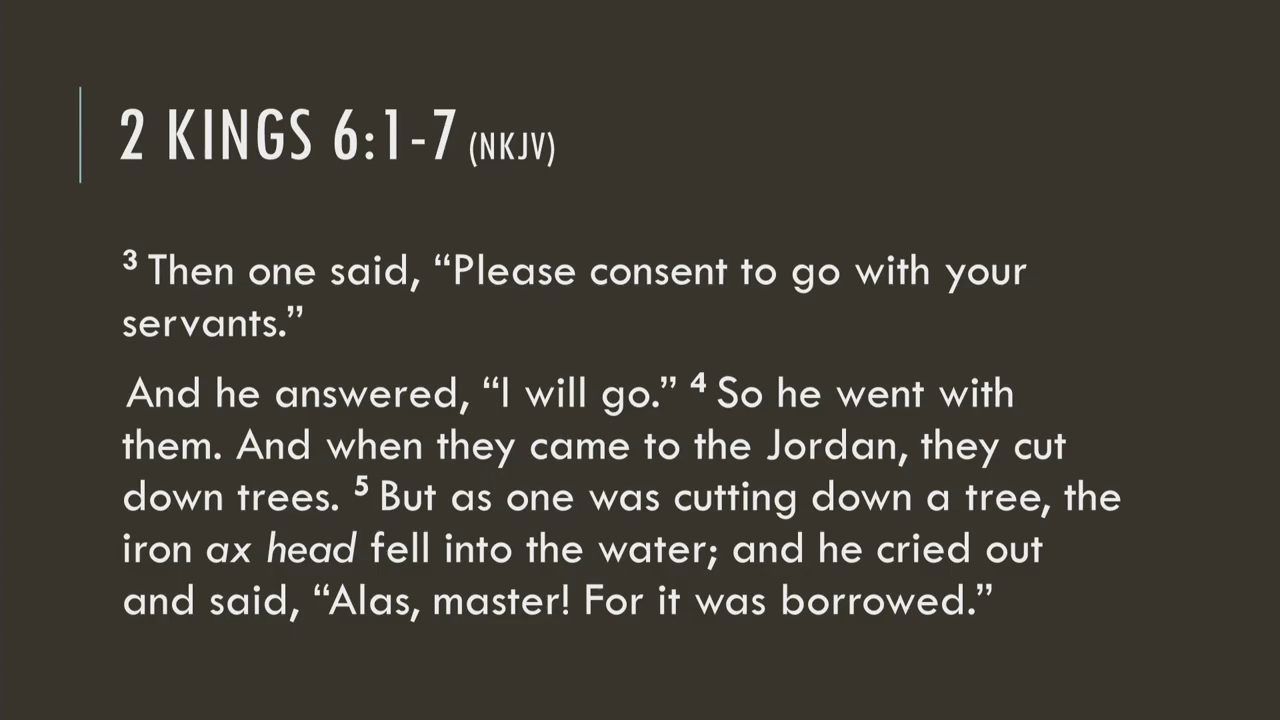 2 KINGS 6:1-7 (NKJV)
³ Then one said, “Please consent to go with your
servants.”
And he answered, “I will go.” ⁴ So he went with
them. And when they came to the Jordan, they cut
down trees. ⁵ But as one was cutting down a tree, the
iron ax head fell into the water; and he cried out
and said, “Alas, master! For it was borrowed.”